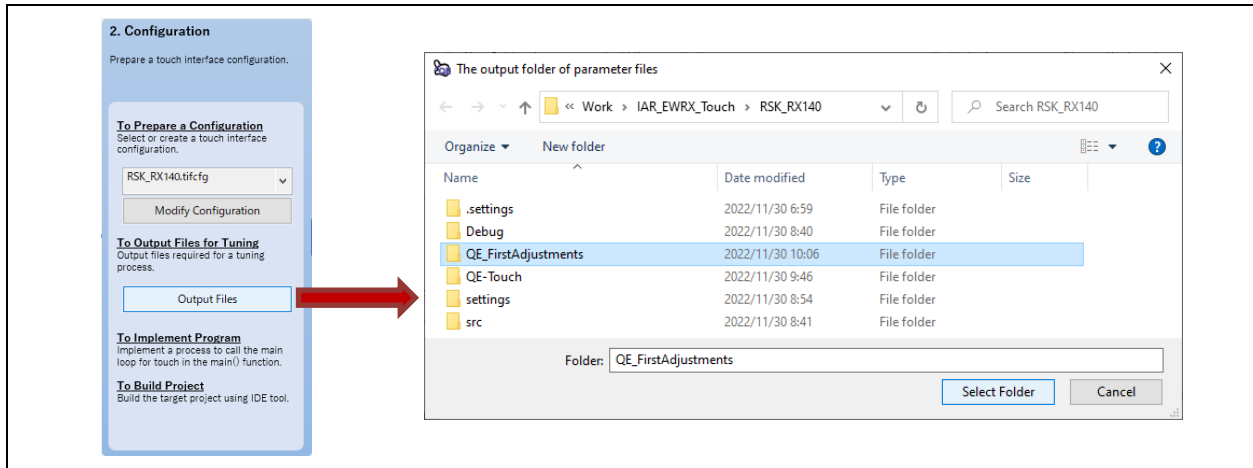 2. Configuration
Prepare a touch interface configuration.
To Prepare a Configuration
Select or create a touch interface
configuration.
RSK_RX140.tifcfg
Modify Configuration
To Output Files for Tuning
Output files required for a tuning
process.
Output Files
To Implement Program
Implement a process to call the main
loop for touch in the main() function.
To Build Project
Build the target project using IDE tool.
The output folder of parameter files
« Work › IAR_EWRX_Touch › RSK_RX140
Search RSK_RX140
Organize New folder
Name Date modified Type Size
.settings 2022/11/30 6:59 File folder
Debug 2022/11/30 8:40 File folder
QE_FirstAdjustments 2022/11/30 10:06 File folder
QE-Touch 2022/11/30 9:46 File folder
settings 2022/11/30 8:54 File folder
src 2022/11/30 8:41 File folder
Folder: QE_FirstAdjustments
Select Folder Cancel